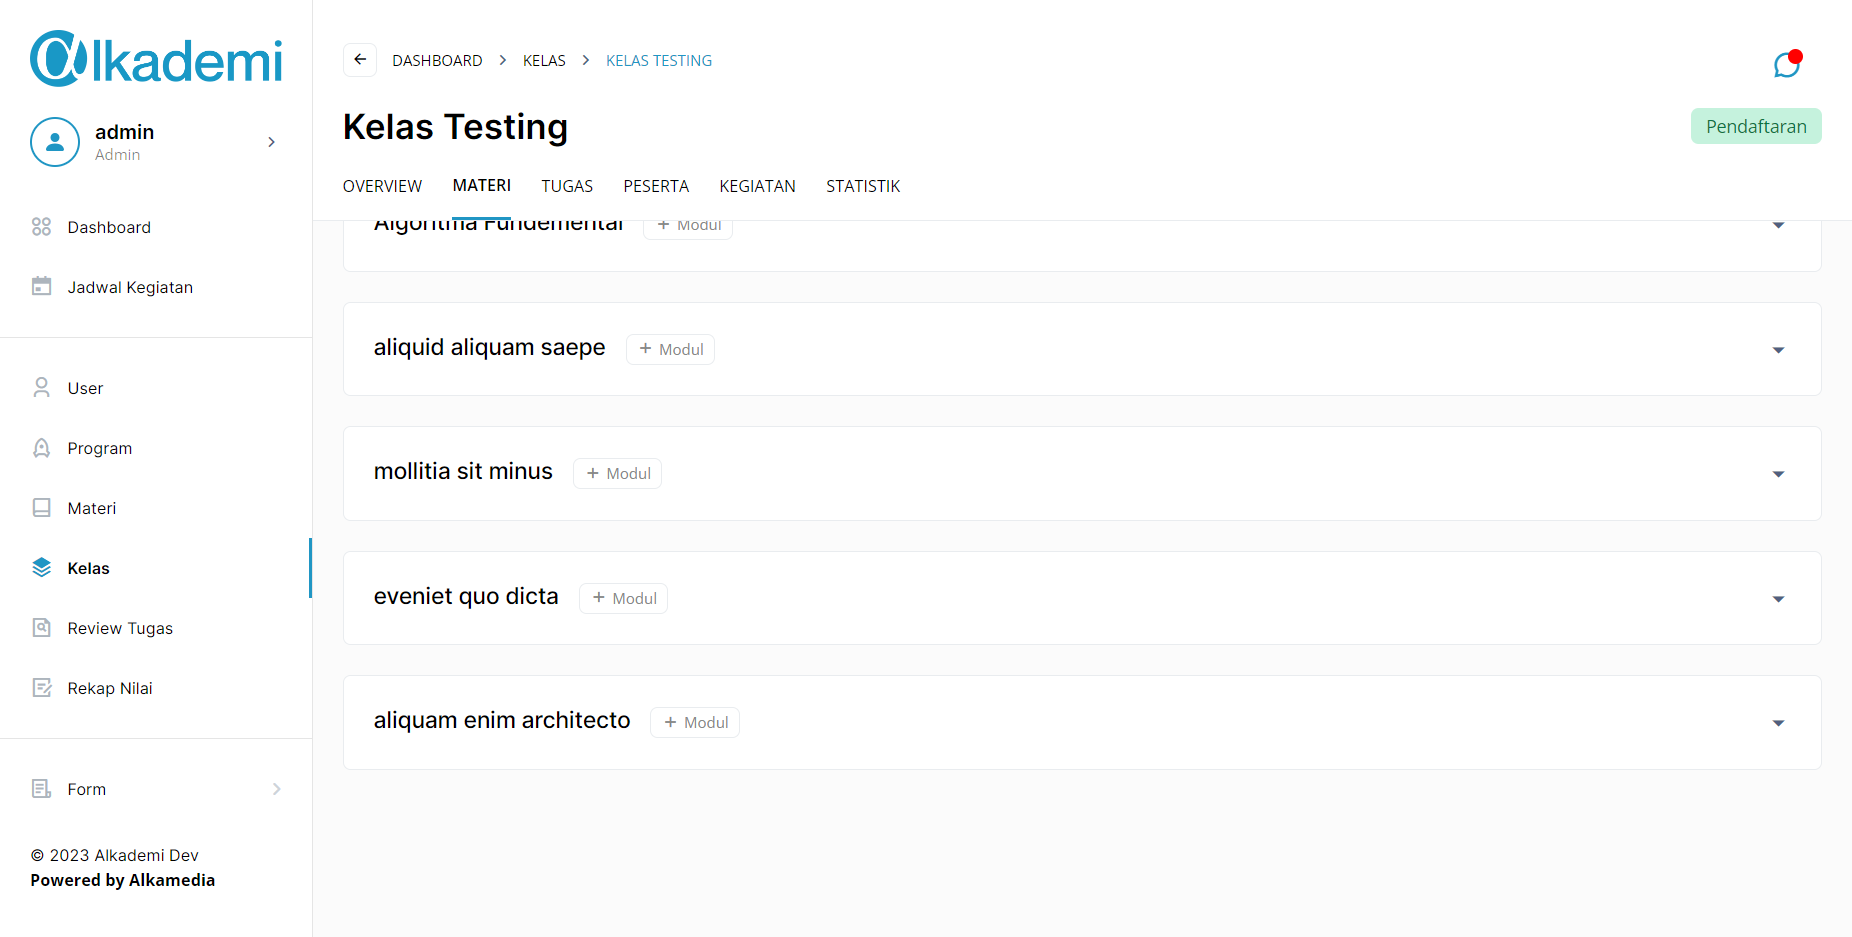 alkademi
admin
Admin
Dashboard
Jadwal Kegiatan
User
Program
Materi
Kelas
Review Tugas
Rekap Nilai
Form
© 2023 Alkademi Dev
Powered by Alkamedia
DASHBOARD > KELAS > KELAS TESTING
Kelas Testing
Pendaftaran
OVERVIEW MATERI TUGAS PESERTA KEGIATAN STATISTIK
Algoritma Fundemental + Modul
aliquid aliquam saepe + Modul
mollitia sit minus + Modul
eveniet quo dicta + Modul
aliquam enim architecto + Modul